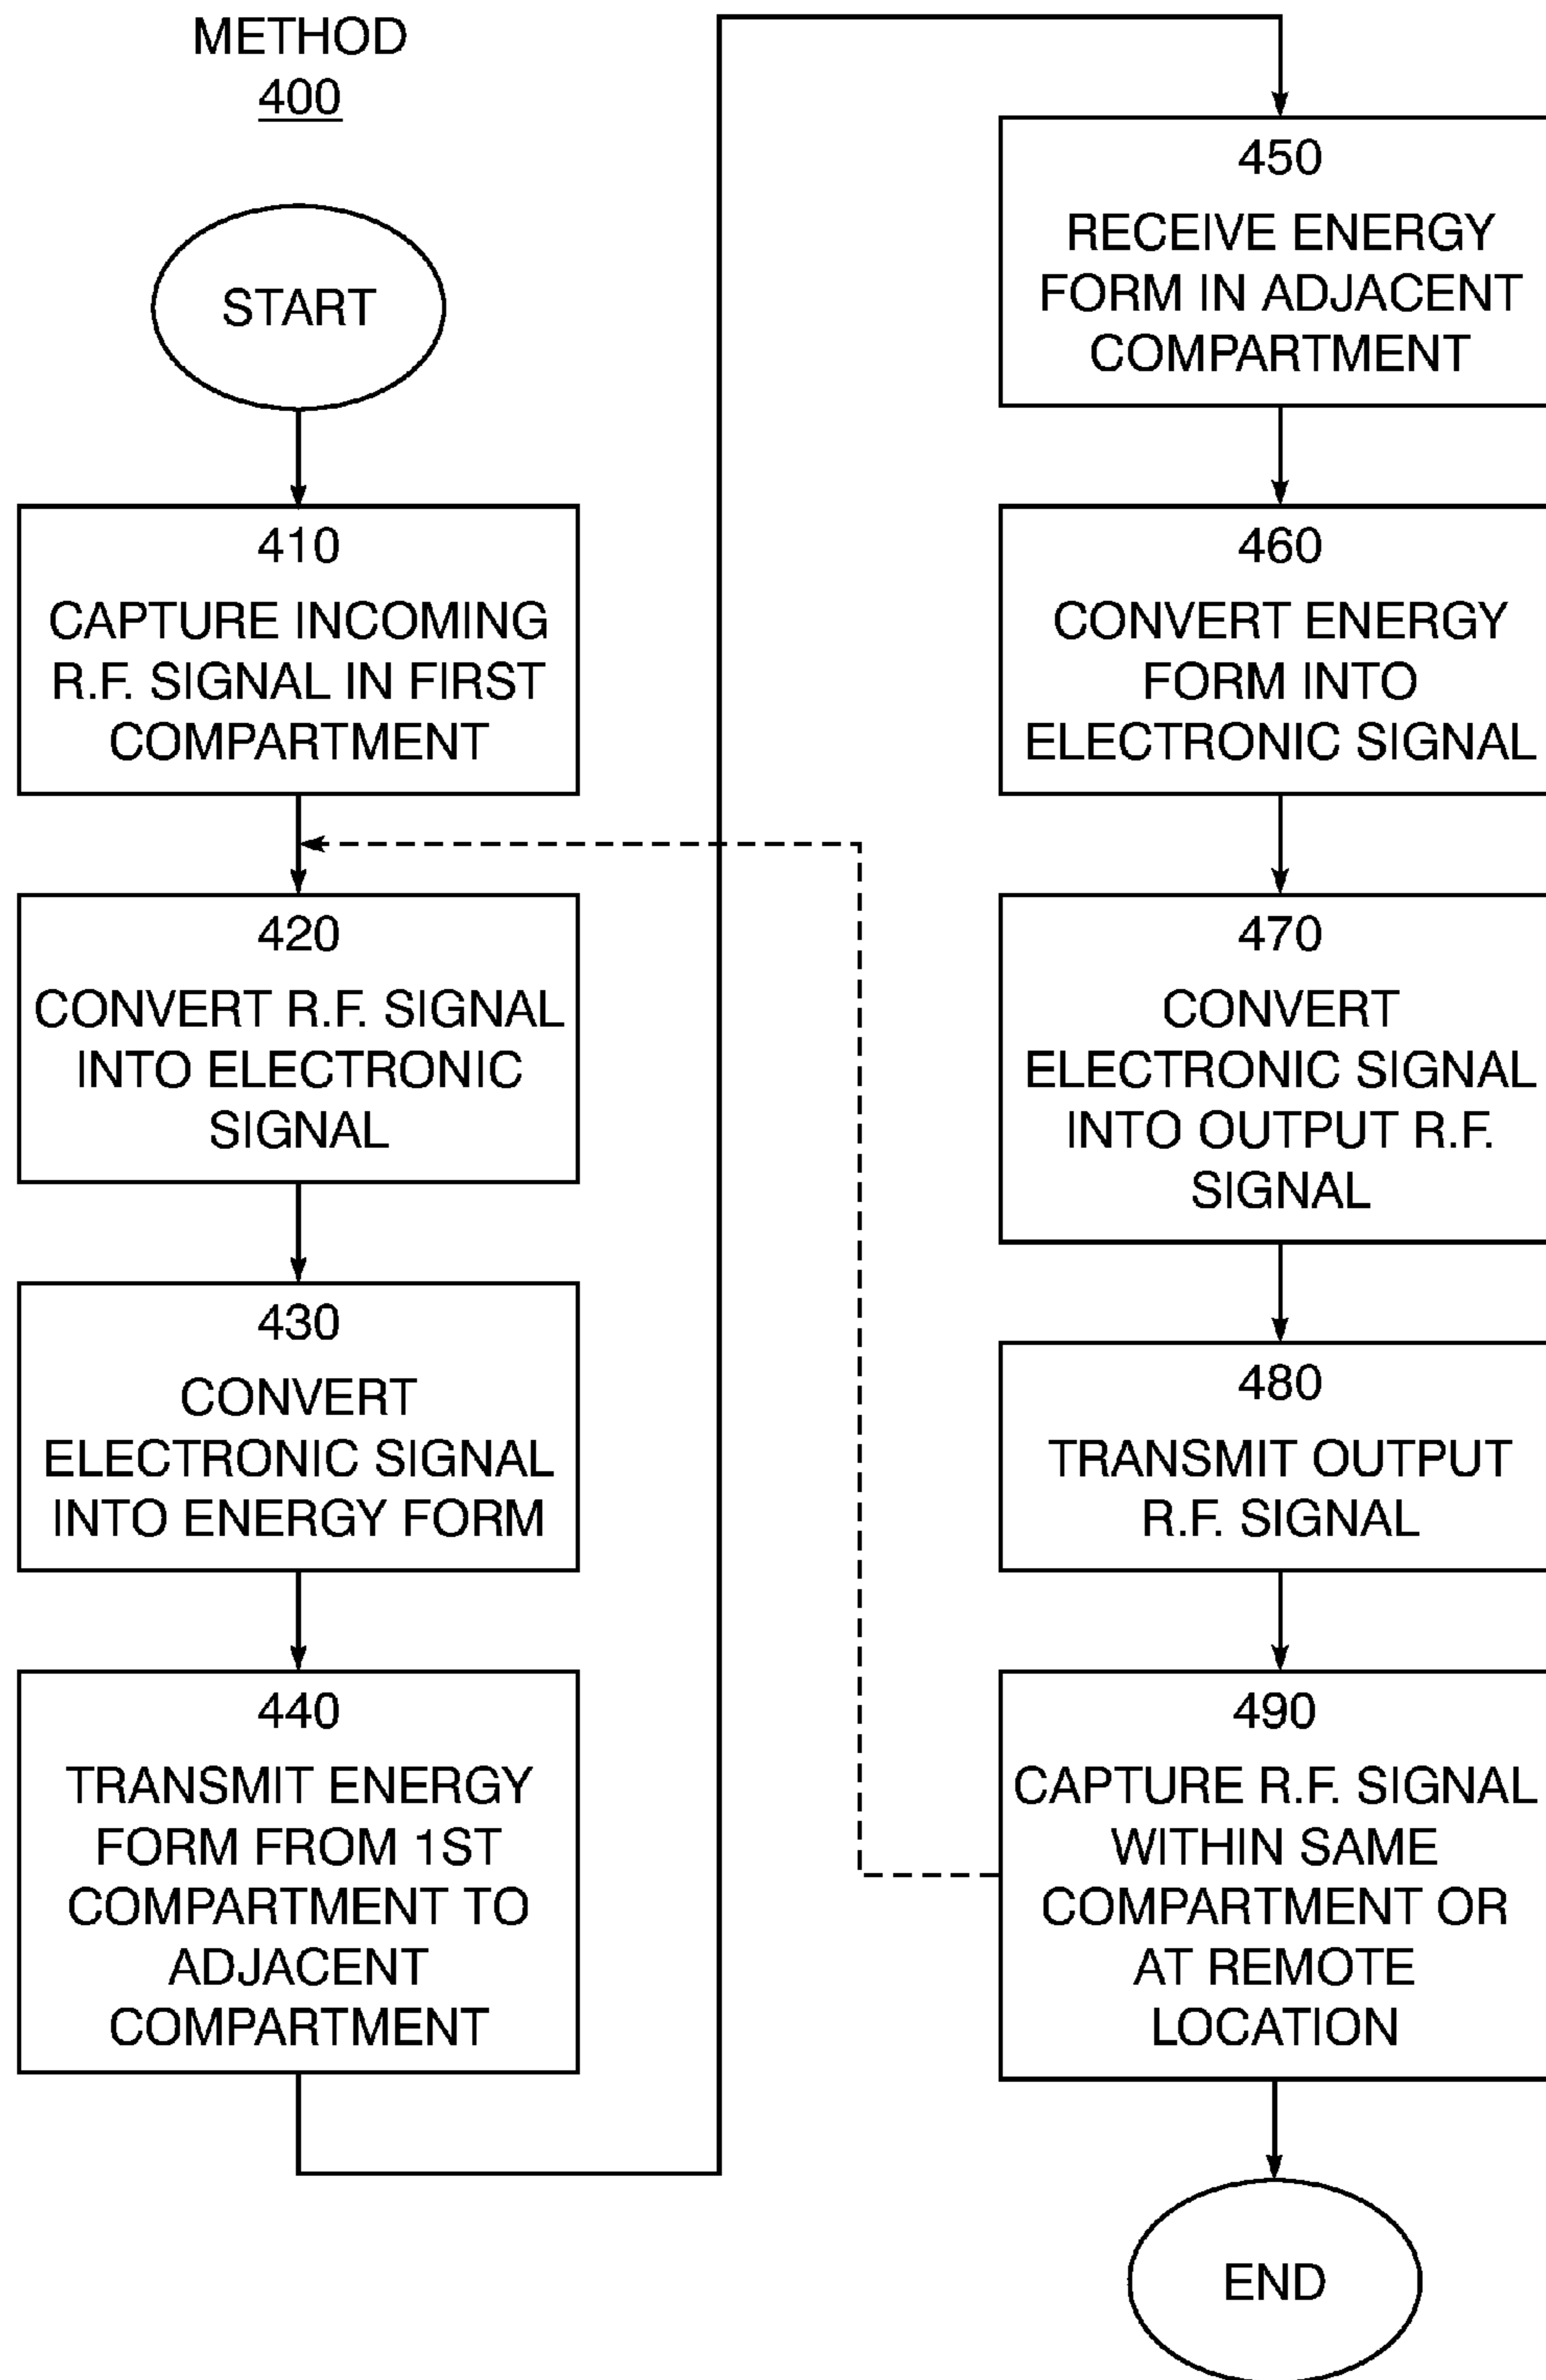 METHOD
400
START
410
CAPTURE INCOMING
R.F. SIGNAL IN FIRST
COMPARTMENT
420
CONVERT R.F. SIGNAL
INTO ELECTRONIC
SIGNAL
430
CONVERT
ELECTRONIC SIGNAL
INTO ENERGY FORM
440
TRANSMIT ENERGY
FORM FROM 1ST
COMPARTMENT TO
ADJACENT
COMPARTMENT
450
RECEIVE ENERGY
FORM IN ADJACENT
COMPARTMENT
460
CONVERT ENERGY
FORM INTO
ELECTRONIC SIGNAL
470
CONVERT
ELECTRONIC SIGNAL
INTO OUTPUT R.F.
SIGNAL
480
TRANSMIT OUTPUT
R.F. SIGNAL
490
CAPTURE R.F. SIGNAL
WITHIN SAME
COMPARTMENT OR
AT REMOTE
LOCATION
END